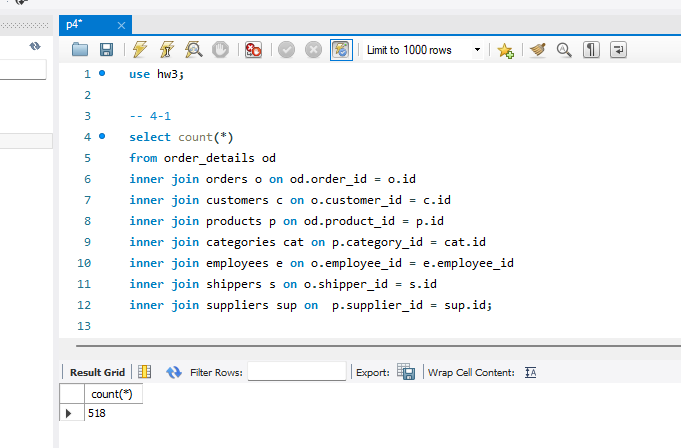 p4*
Limit to 1000 rows
1 use hw3;
2
3 -- 4-1
4 select count(*)
5 from order_details od
6 inner join orders o on od.order_id = o.id
7 inner join customers c on o.customer_id = c.id
8 inner join products p on od.product_id = p.id
9 inner join categories cat on p.category_id = cat.id
10 inner join employees e on o.employee_id = e.employee_id
11 inner join shippers s on o.shipper_id = s.id
12 inner join suppliers sup on  p.supplier_id = sup.id;
13
Result Grid Filter Rows: Export: Wrap Cell Content: IA
count(*)
518